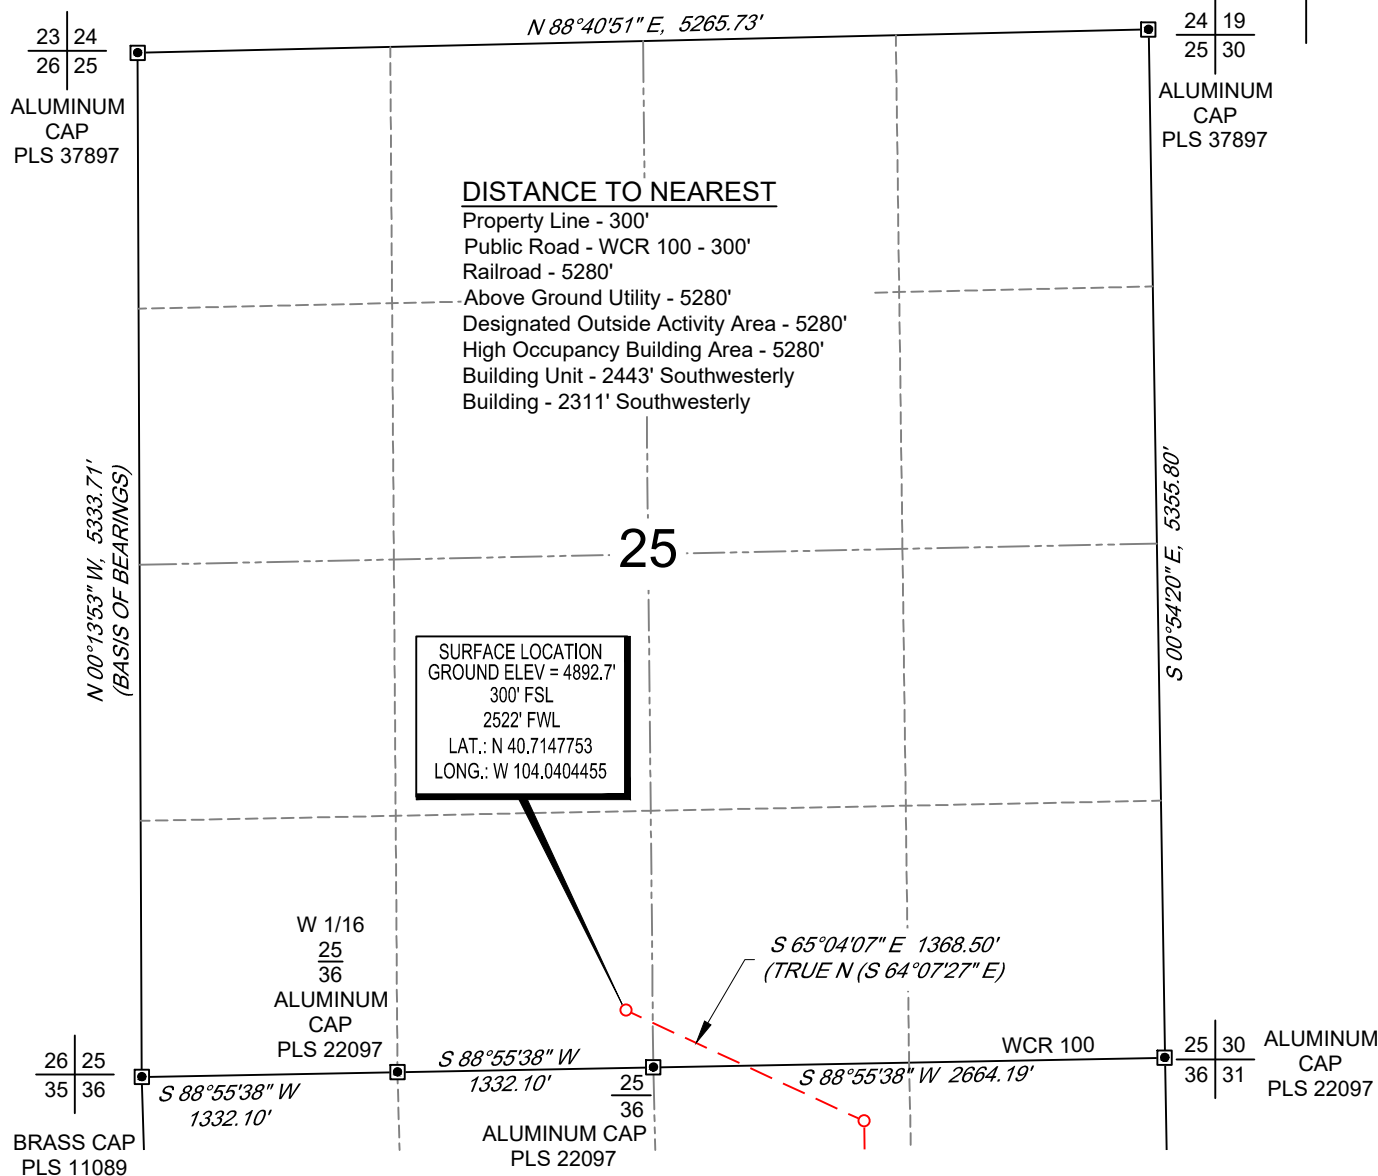 N 88°40'51" E, 5265.73'
23 24
26 25
ALUMINUM
CAP
PLS 37897
24 19
25 30
ALUMINUM
CAP
PLS 37897
DISTANCE TO NEAREST
Property Line - 300'
Public Road - WCR 100 - 300'
Railroad - 5280'
Above Ground Utility - 5280'
Designated Outside Activity Area - 5280'
High Occupancy Building Area - 5280'
Building Unit - 2443' Southwesterly
Building - 2311' Southwesterly
N 00°13'53" W, 5333.71'
(BASIS OF BEARINGS)
25
S 00°54'20" E, 5355.80'
SURFACE LOCATION
GROUND ELEV = 4892.7'
300' FSL
2522' FWL
LAT.: N 40.7147753
LONG.: W 104.0404455
W 1/16
25
36
ALUMINUM
CAP
PLS 22097
S 65°04'07" E 1368.50'
(TRUE N (S 64°07'27" E)
WCR 100
26 25
35 36
BRASS CAP
PLS 11089
S 88°55'38" W
1332.10'
S 88°55'38" W
1332.10'
25
36
ALUMINUM CAP
PLS 22097
S 88°55'38" W 2664.19'
25 30
36 31
ALUMINUM
CAP
PLS 22097